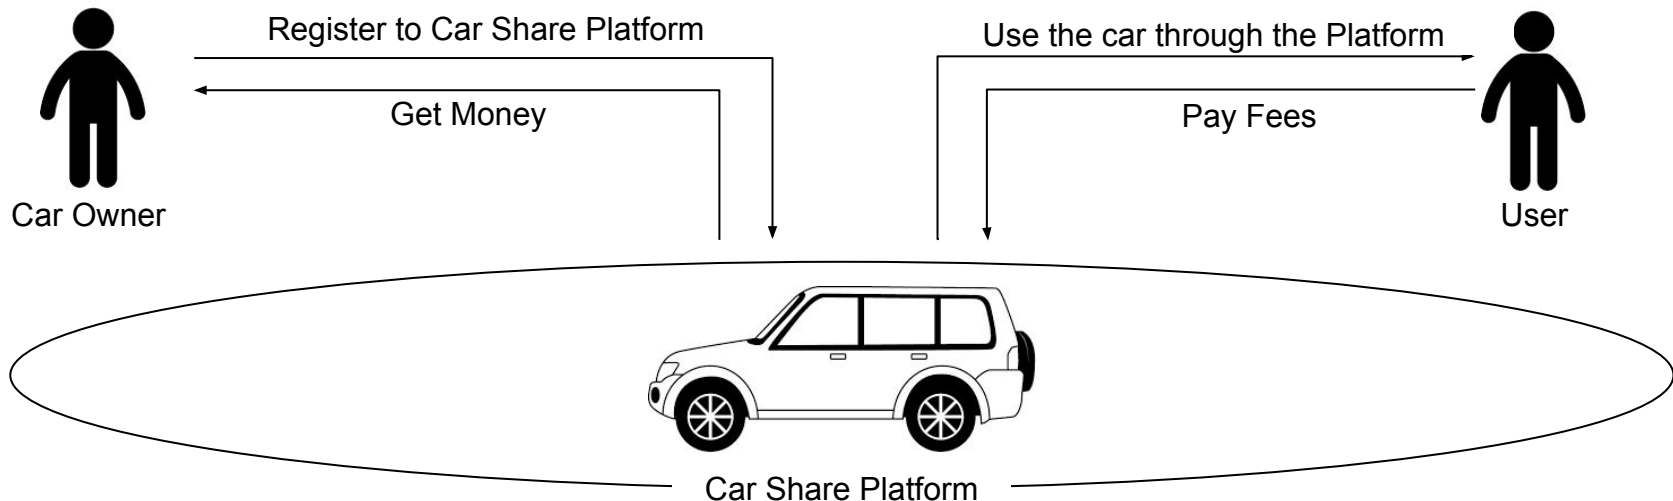 Register to Car Share Platform
Use the car through the Platform
Get Money
Pay Fees
Car Owner
User
Car Share Platform